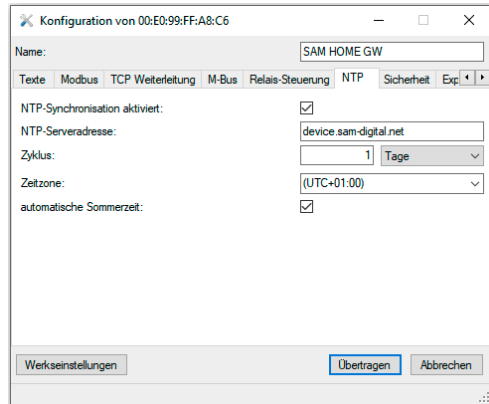 Konfiguration von 00:E0:99:FF:A8:C6
Name: SAM HOME GW
Texte Modbus TCP Weiterleitung M-Bus Relais-Steuerung NTP Sicherheit Exp
NTP-Synchronisation aktiviert:
NTP-Serveradresse: device.sam-digital.net
Zyklus: 1 Tage
Zeitzone: (UTC+01:00)
automatische Sommerzeit:
Werkseinstellungen Übertragen Abbrechen